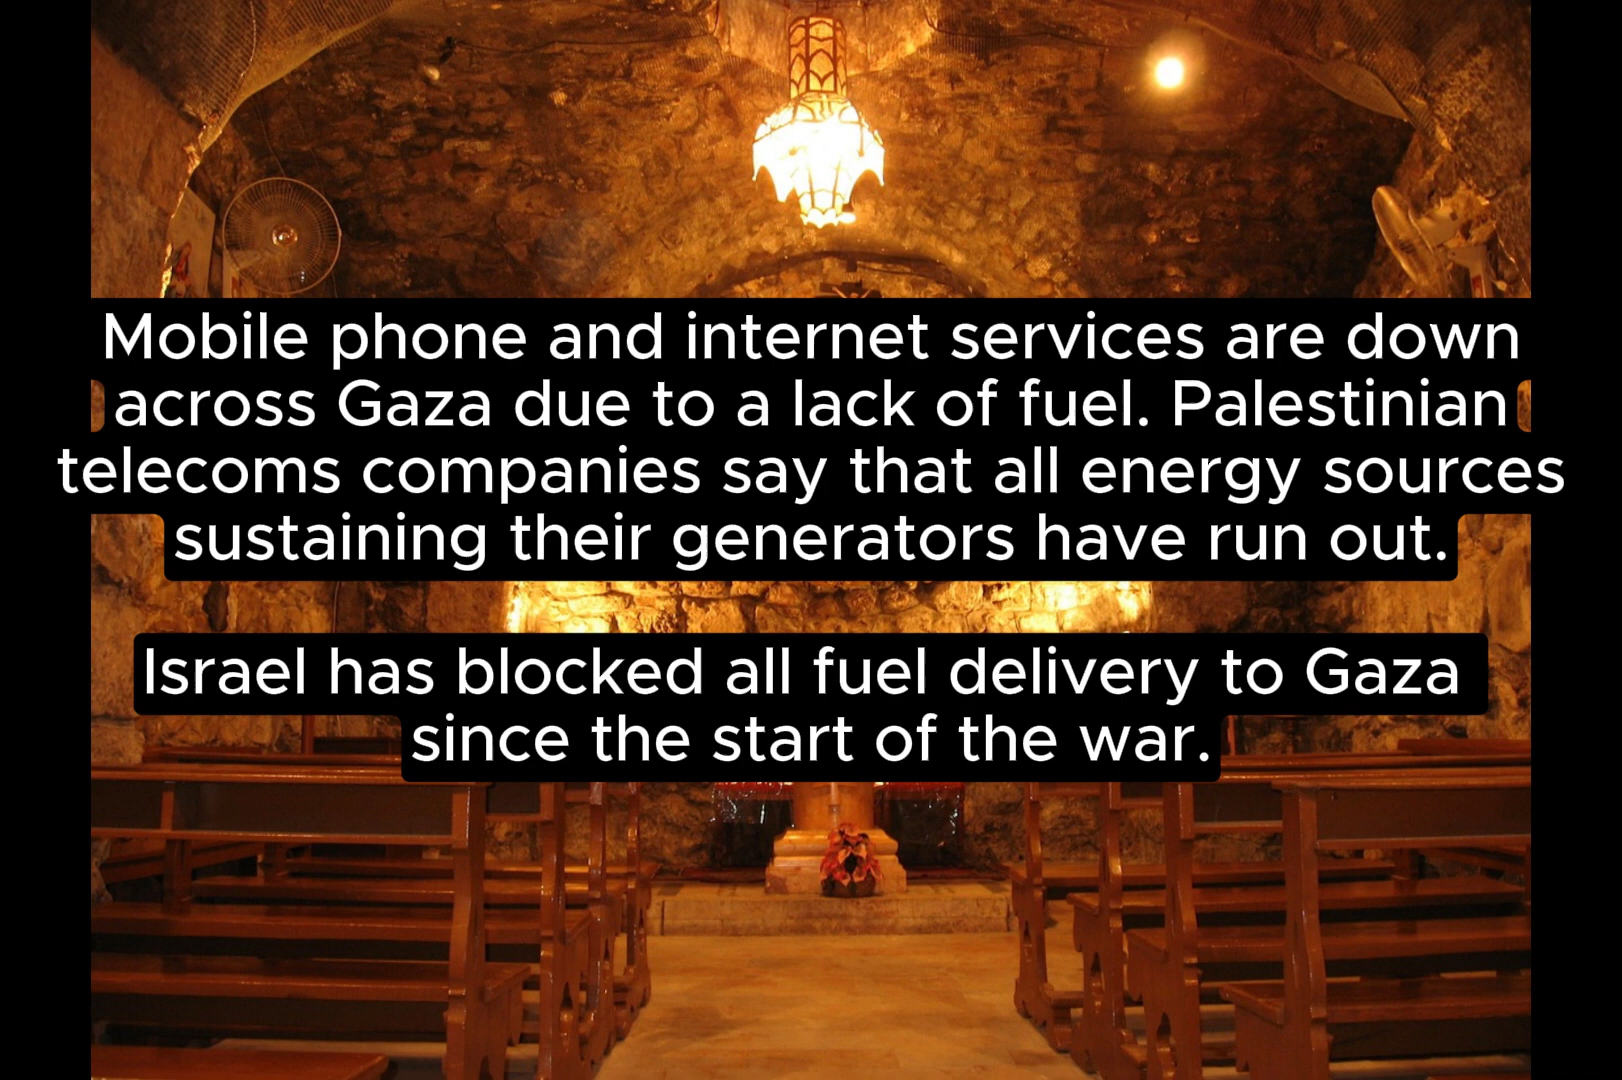 Mobile phone and internet services are down
across Gaza due to a lack of fuel. Palestinian
telecoms companies say that all energy sources
sustaining their generators have run out.
Israel has blocked all fuel delivery to Gaza
since the start of the war.